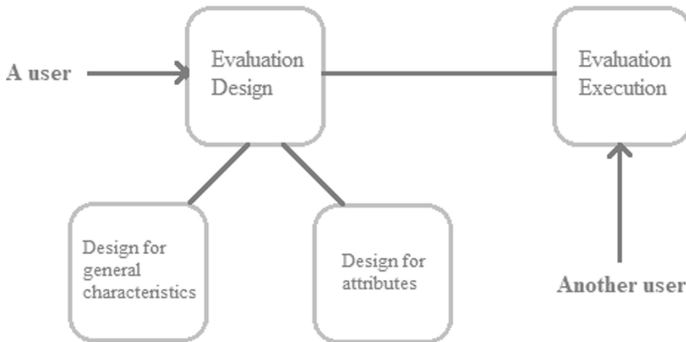 A user
Evaluation
Design
Evaluation
Execution
Design for
general
characteristics
Design for
attributes
Another user